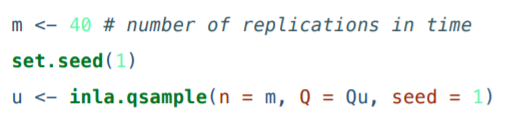 m <- 40 # number of replications in time
set.seed(1)
u <- inla.qsample(n = m, Q = Qu, seed = 1)